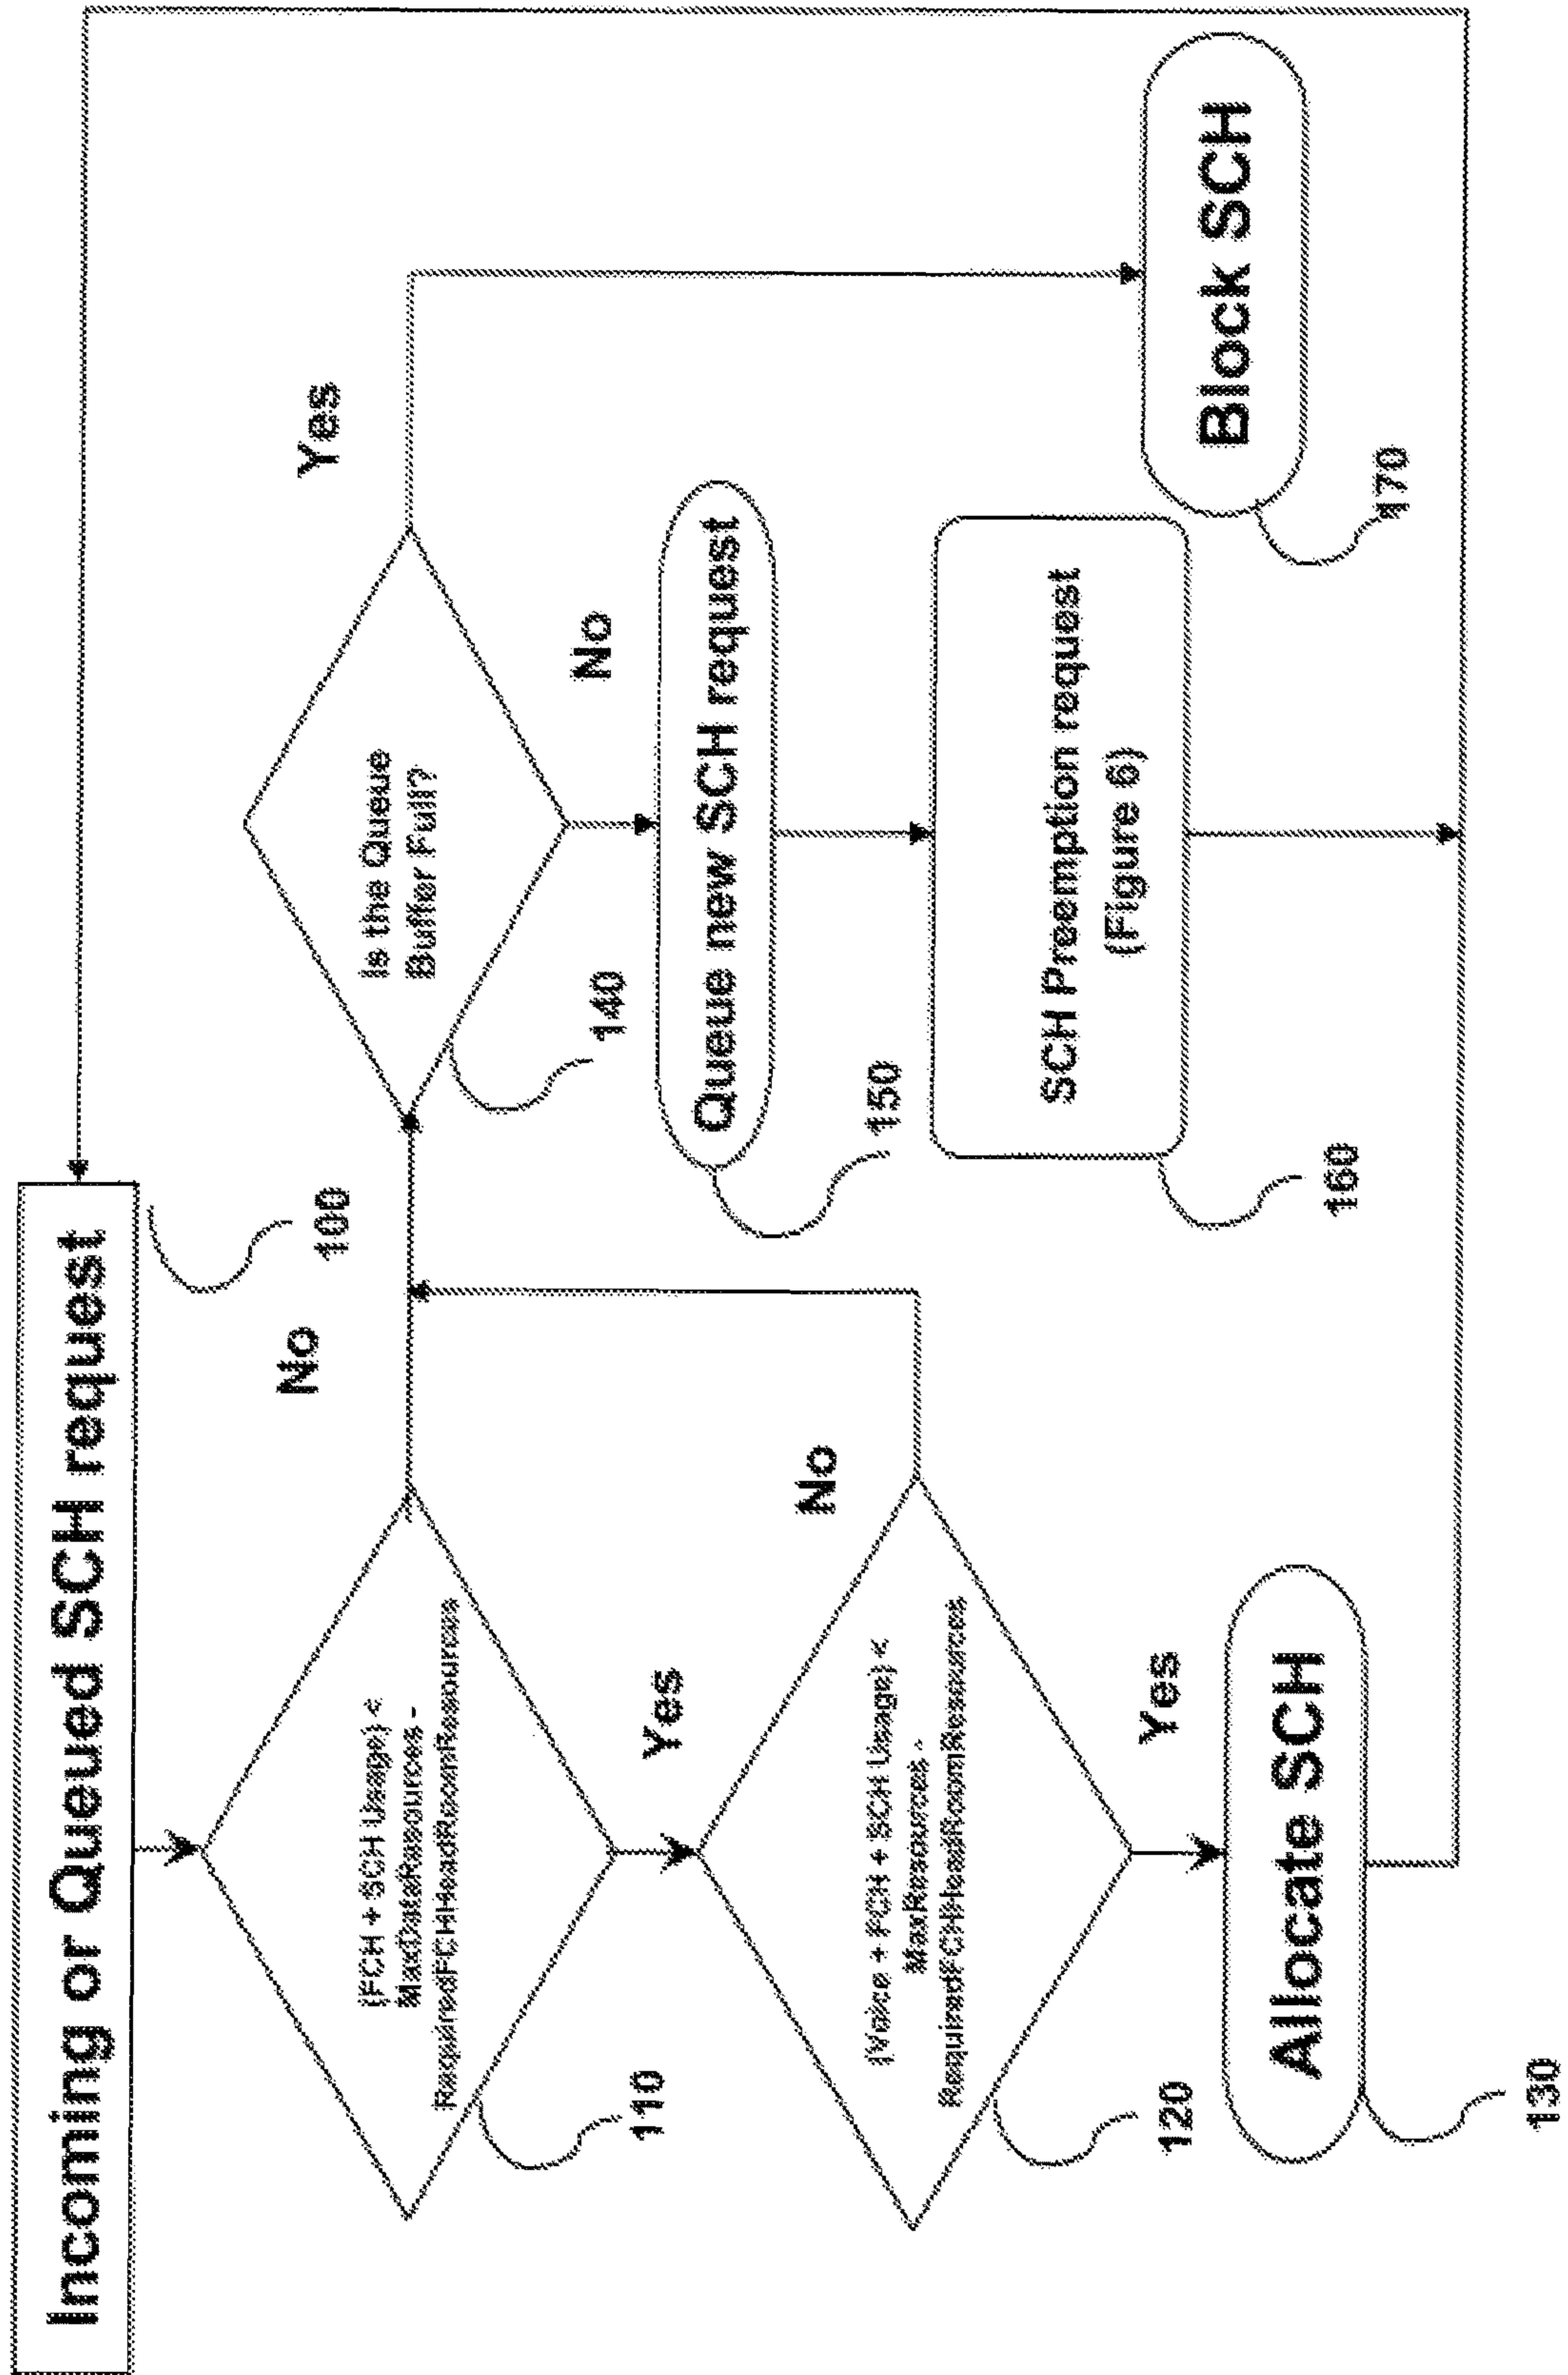 Incoming or Queued SCH request
100
No
(FCH + SCH Usage) <
MaxDataResources -
RequiredFCHHeadRoomResources
110
Yes
No
(Voice + FCH + SCH Usage) <
MaxResources -
RequiredFCHHeadRoomResources
120
Yes
Allocate SCH
130
Is the Queue
Buffer Full?
140
Yes
No
Queue new SCH request
150
SCH Preemption request
(Figure 6)
160
Block SCH
170